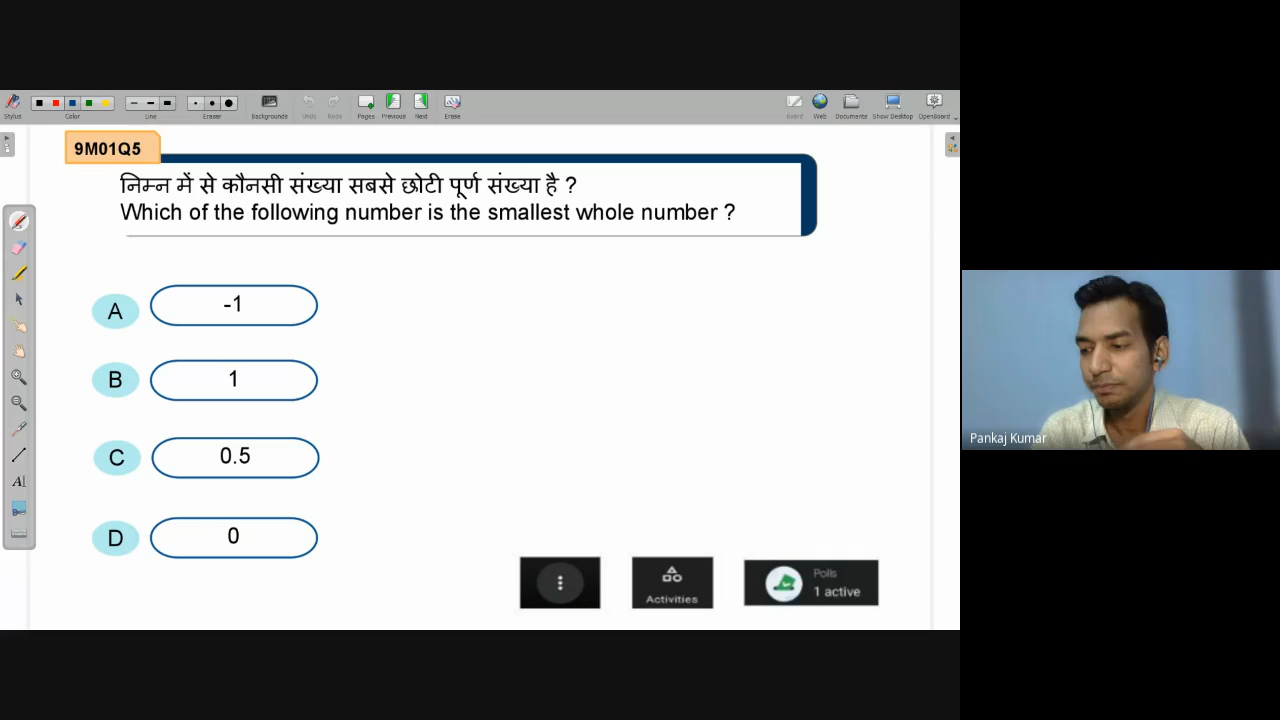 Stylus
Color
Line
Eraser
Backgrounds
Undo
Redo
Pages
Previous
Next
Erase
Board
Web
Documents
Show Desktop
OpenBoard
9M01Q5
निम्न में से कौनसी संख्या सबसे छोटी पूर्ण संख्या है ?
Which of the following number is the smallest whole number ?
A -1
B 1
C 0.5
D 0
Activities
Polls
1 active
Pankaj Kumar